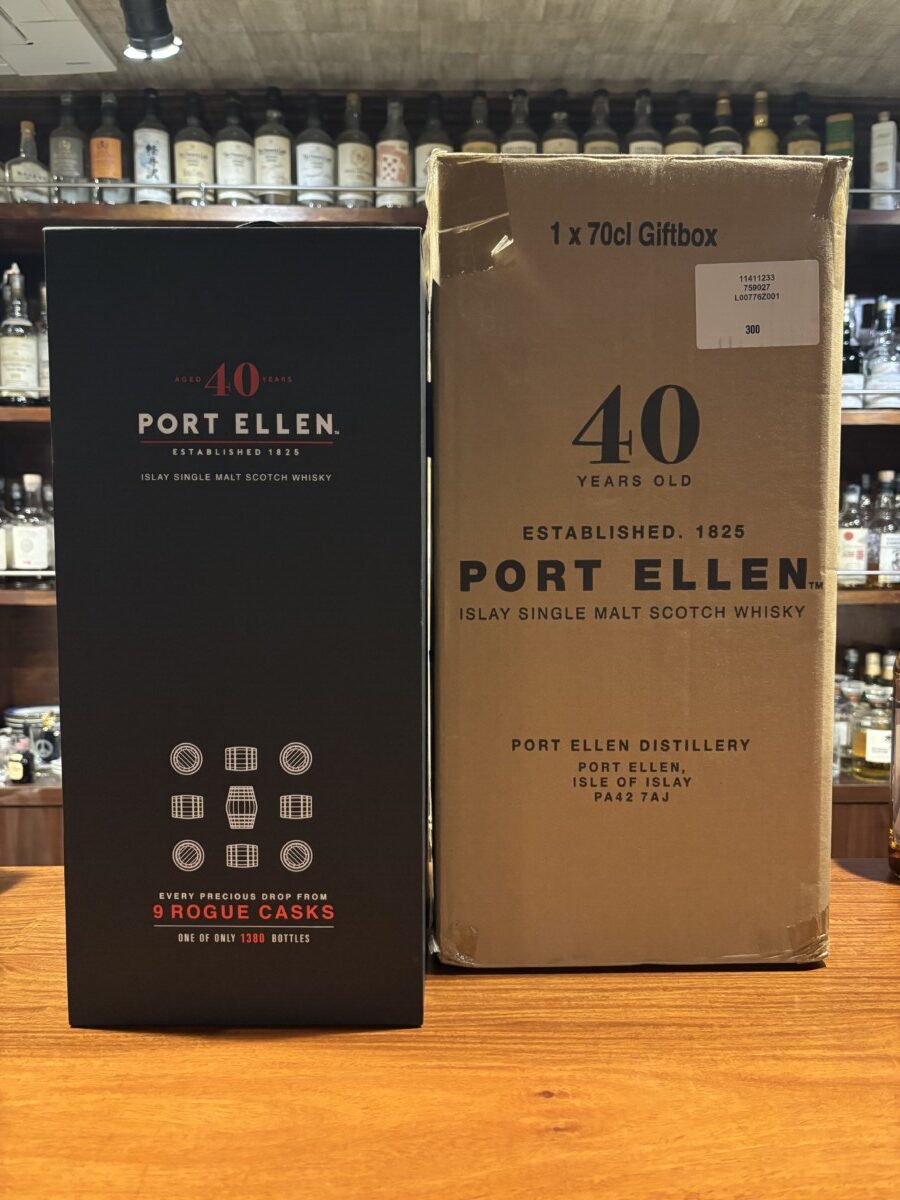 AGED 40 YEARS
PORT ELLEN™
ESTABLISHED 1825
ISLAY SINGLE MALT SCOTCH WHISKY
EVERY PRECIOUS DROP FROM
9 ROGUE CASKS
ONE OF ONLY 1380 BOTTLES
1 x 70cl Giftbox
11411233
759027
L00776Z001
300
40
YEARS OLD
ESTABLISHED. 1825
PORT ELLEN™
ISLAY SINGLE MALT SCOTCH WHISKY
PORT ELLEN DISTILLERY
PORT ELLEN,
ISLE OF ISLAY
PA42 7AJ